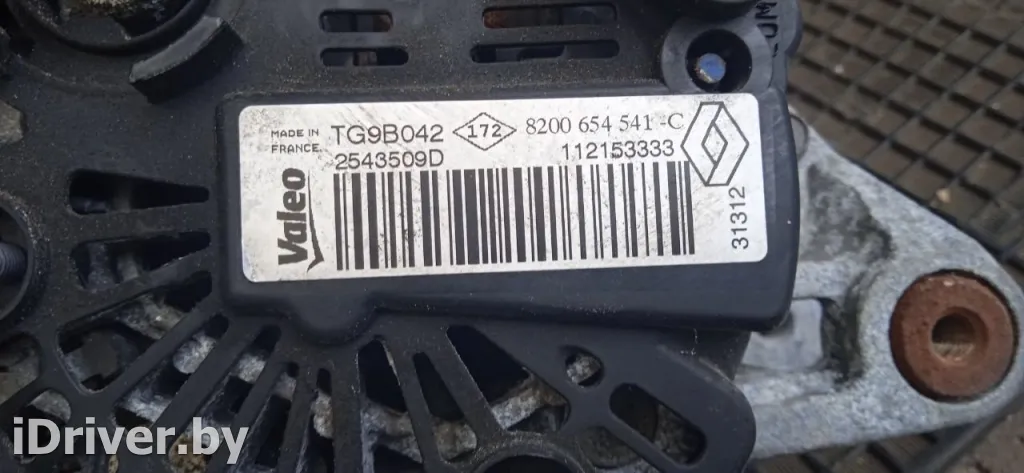 MADE IN
FRANCE.
TG9B042 172 8200 654 541 -C
2543509D 112153333
Valeo
31312
iDriver.by